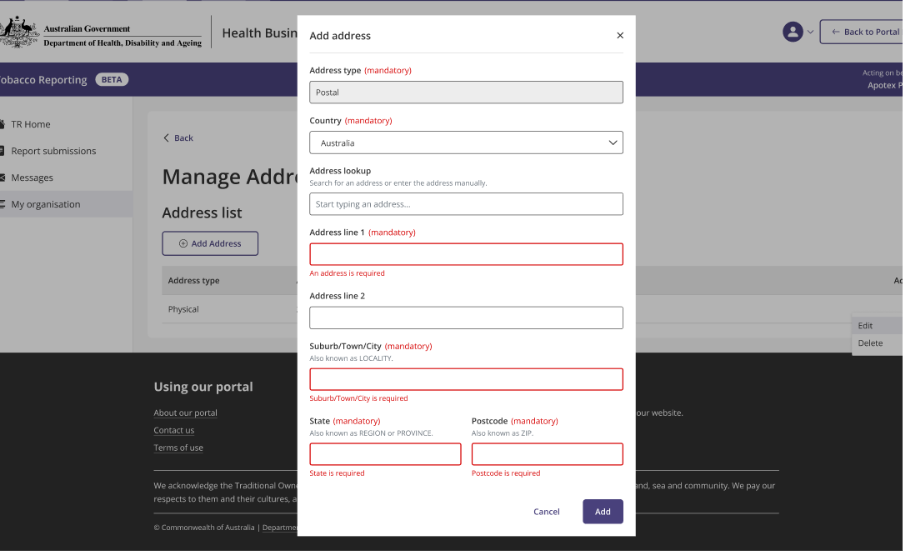 Australian Government
Department of Health, Disability and Ageing
Health Busin
Back to Portal
Tobacco Reporting BETA
Acting on be
Apotex P
TR Home
Report submissions
Messages
My organisation
Back
Manage Addr
Address list
Add Address
Address type
Ac
Physical
Edit
Delete
Add address
Address type (mandatory)
Postal
Country (mandatory)
Australia
Address lookup
Search for an address or enter the address manually.
Start typing an address...
Address line 1 (mandatory)
An address is required
Address line 2
Suburb/Town/City (mandatory)
Also known as LOCALITY.
Suburb/Town/City is required
State (mandatory)
Also known as REGION or PROVINCE.
State is required
Postcode (mandatory)
Also known as ZIP.
Postcode is required
Cancel
Add
Using our portal
About our portal
Contact us
Terms of use
our website.
We acknowledge the Traditional Owne
nd, sea and community. We pay our
respects to them and their cultures, a
© Commonwealth of Australia | Departme